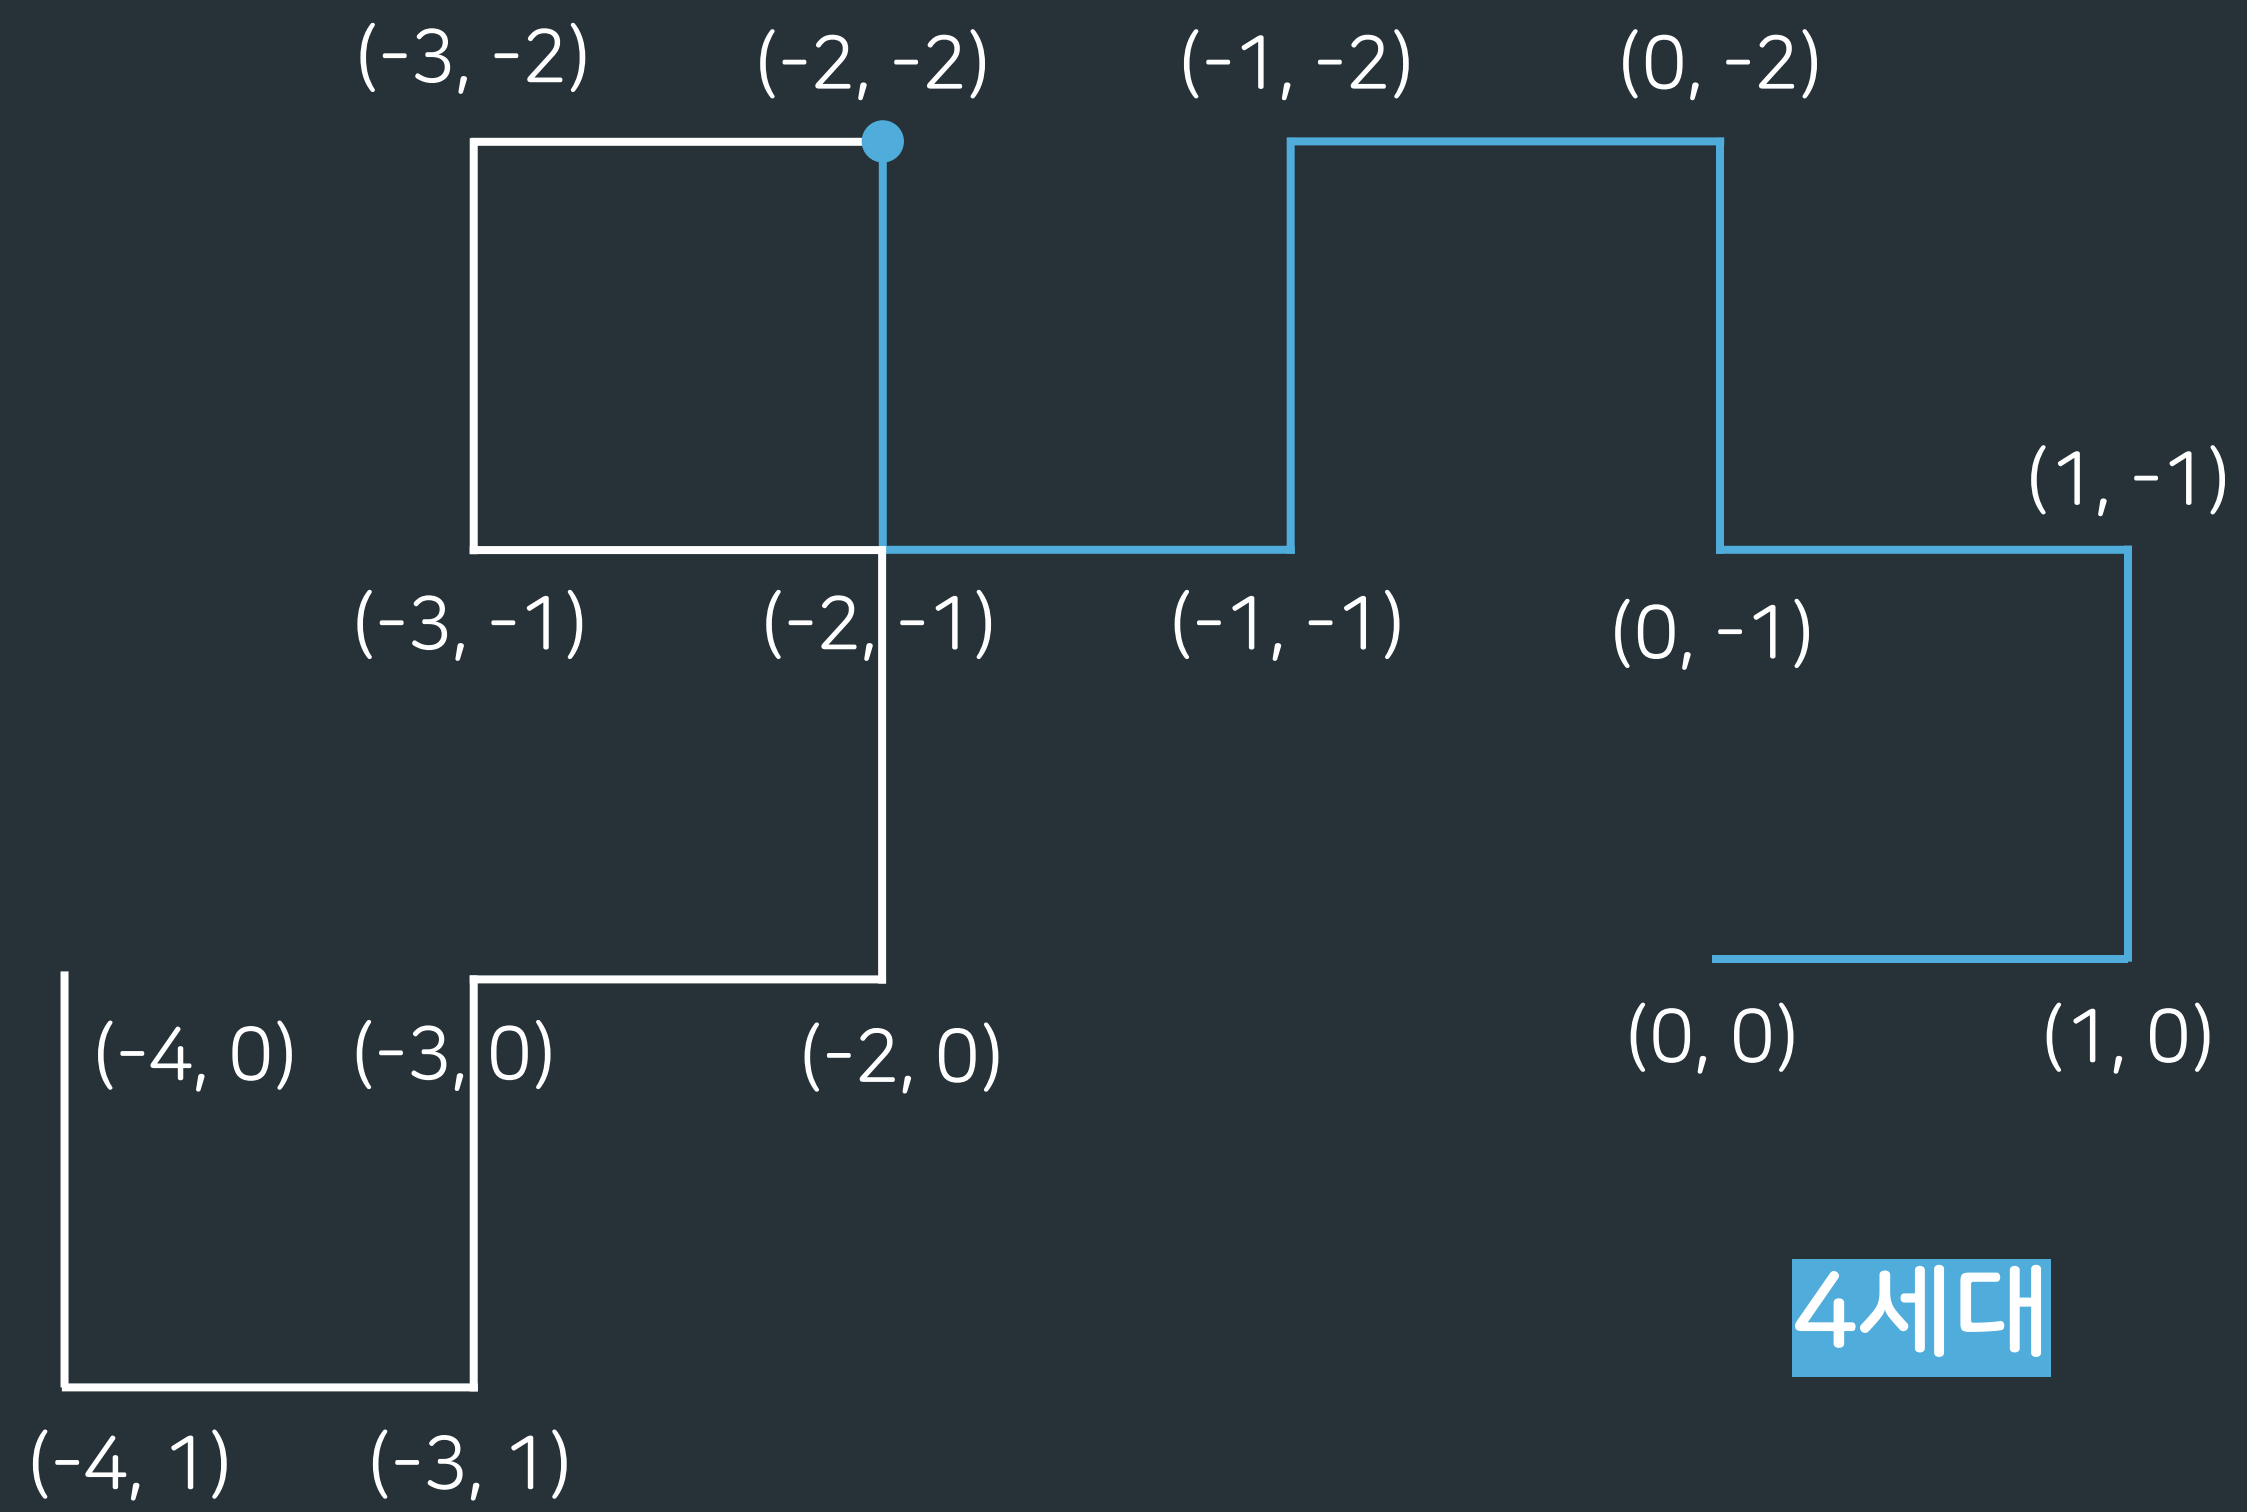 (-3, -2) (-2, -2) (-1, -2) (0, -2)
(1, -1)
(-3, -1) (-2, -1) (-1, -1) (0, -1)
(-4, 0) (-3, 0) (-2, 0) (0, 0) (1, 0)
4세대
(-4, 1) (-3, 1)